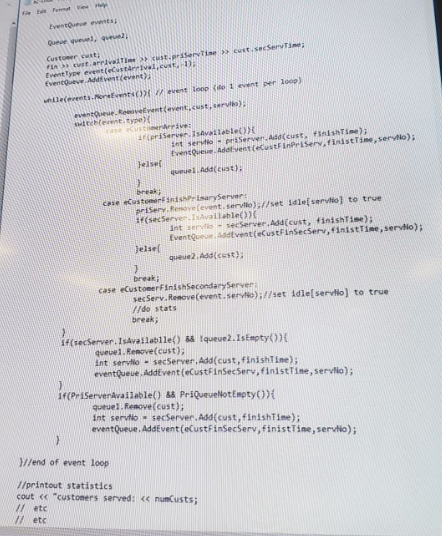 File Edit Format View Help
EventQueue events;
Queue queue1, queue2;
Customer cust;
fin >> cust.arrivalTime >> cust.priServTime >> cust.secServTime;
EventType event(eCustArrival,cust,-1);
EventQueue.AddEvent(event);
while(events.MoreEvents()){ // event loop (do 1 event per loop)
eventQueue.RemoveEvent(event,cust,servNo);
switch(event.type){
case eCustomerArrive:
if(priServer.IsAvailable()){
int servNo = priServer.Add(cust, finishTime);
EventQueue.AddEvent(eCustFinPriServ,finistTime,servNo);
}else{
queue1.Add(cust);
}
break;
case eCustomerFinishPrimaryServer:
priServ.Remove(event.servNo);//set idle[servNo] to true
if(secServer.IsAvailable()){
int servNo = secServer.Add(cust, finishTime);
EventQueue.AddEvent(eCustFinSecServ,finistTime,servNo);
}else{
queue2.Add(cust);
}
break;
case eCustomerFinishSecondaryServer:
secServ.Remove(event.servNo);//set idle[servNo] to true
//do stats
break;
}
if(secServer.IsAvailablle() && !queue2.IsEmpty()){
queue1.Remove(cust);
int servNo = secServer.Add(cust,finishTime);
eventQueue.AddEvent(eCustFinSecServ,finistTime,servNo);
}
if(PriServerAvailable() && PriQueueNotEmpty()){
queue1.Remove(cust);
int servNo = secServer.Add(cust,finishTime);
eventQueue.AddEvent(eCustFinSecServ,finistTime,servNo);
}
}//end of event loop
//printout statistics
cout << "customers served: << numCusts;
// etc
// etc